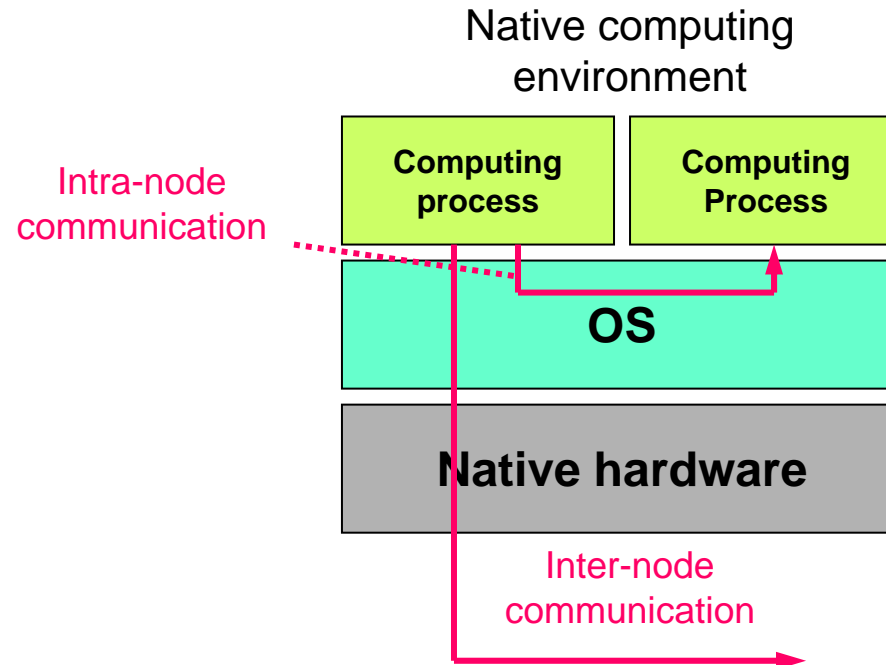 Native computing
environment
Computing
process
Computing
Process
Intra-node
communication
OS
Native hardware
Inter-node
communication